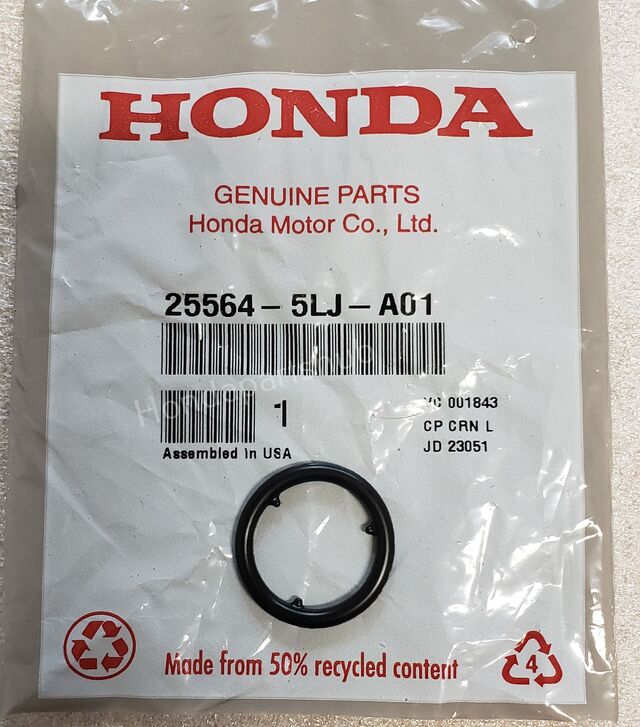 HONDA
GENUINE PARTS
Honda Motor Co., Ltd.
25564-5LJ-A01
Hondapartshub
1
VC 001843
CP CRN L
JD 23051
Assembled in USA
Made from 50% recycled content
4